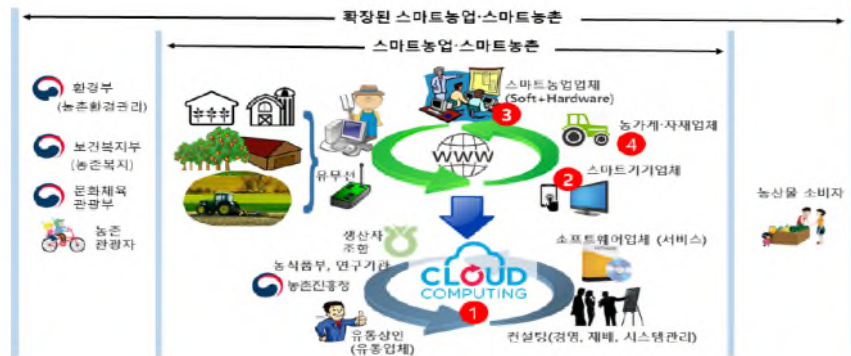 확장된 스마트농업·스마트농촌
스마트농업·스마트농촌
환경부
(농촌환경관리)
보건복지부
(농촌복지)
문화체육
관광부
농촌
관광자
유무선
스마트농업업체
(Soft+Hardware)
3
농가계·자재업체
4
WWW
2
스마트기기업체
농산물 소비자
생산자
조합
농식품부, 연구기관
농촌진흥청
CLOUD
COMPUTING
1
소프트웨어업체 (서비스)
유통상인
(유통업체)
컨설팅(경영, 재배, 시스템관리)